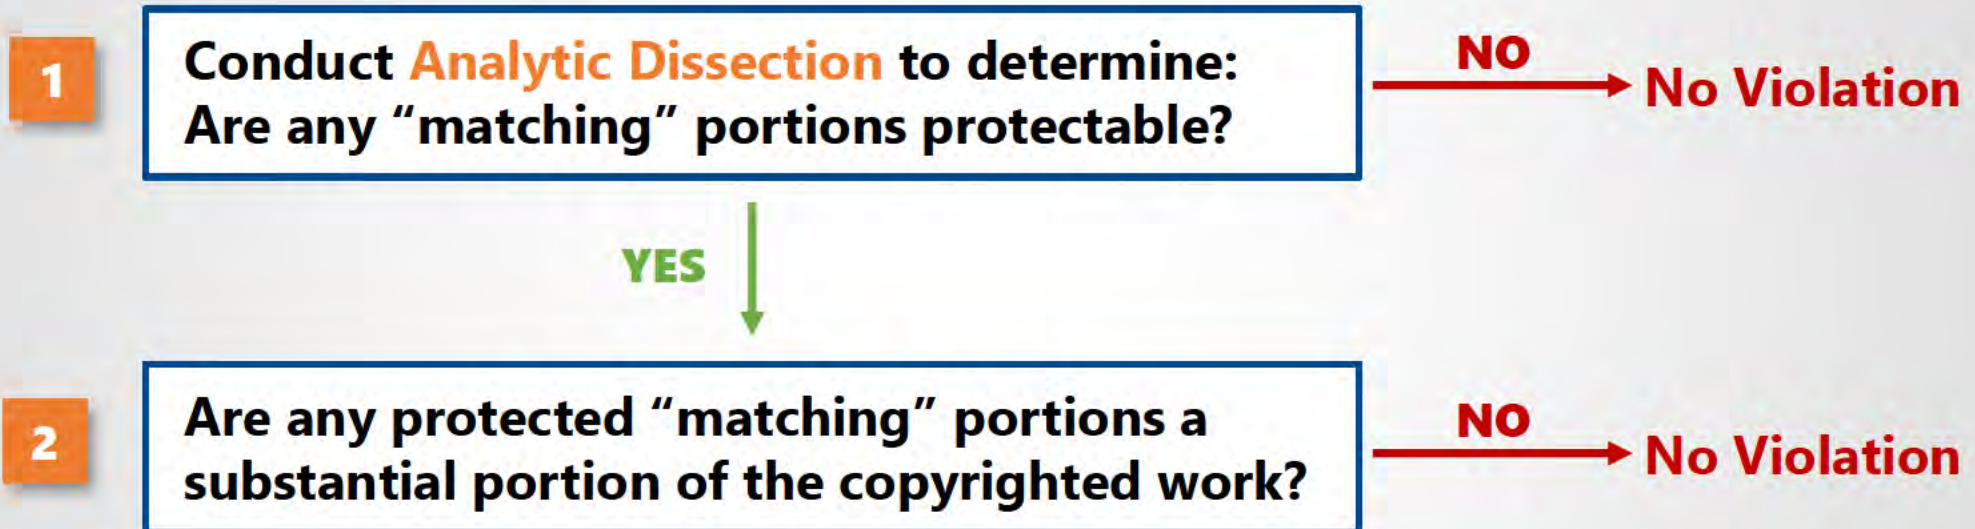 1
Conduct Analytic Dissection to determine:
Are any “matching” portions protectable?
NO
No Violation
YES
2
Are any protected “matching” portions a
substantial portion of the copyrighted work?
NO
No Violation